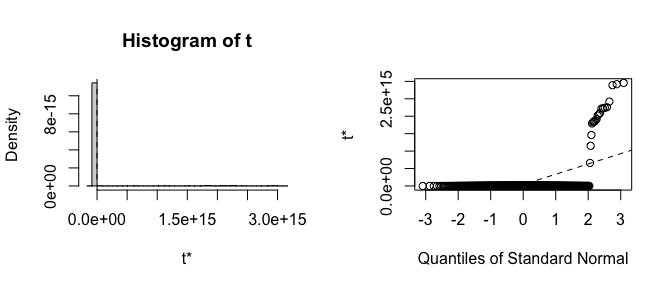 Histogram of t
Density
0e+00
8e-15
0.0e+00
1.5e+15
3.0e+15
t*
t*
0.0e+00
2.5e+15
-3
-2
-1
0
1
2
3
Quantiles of Standard Normal